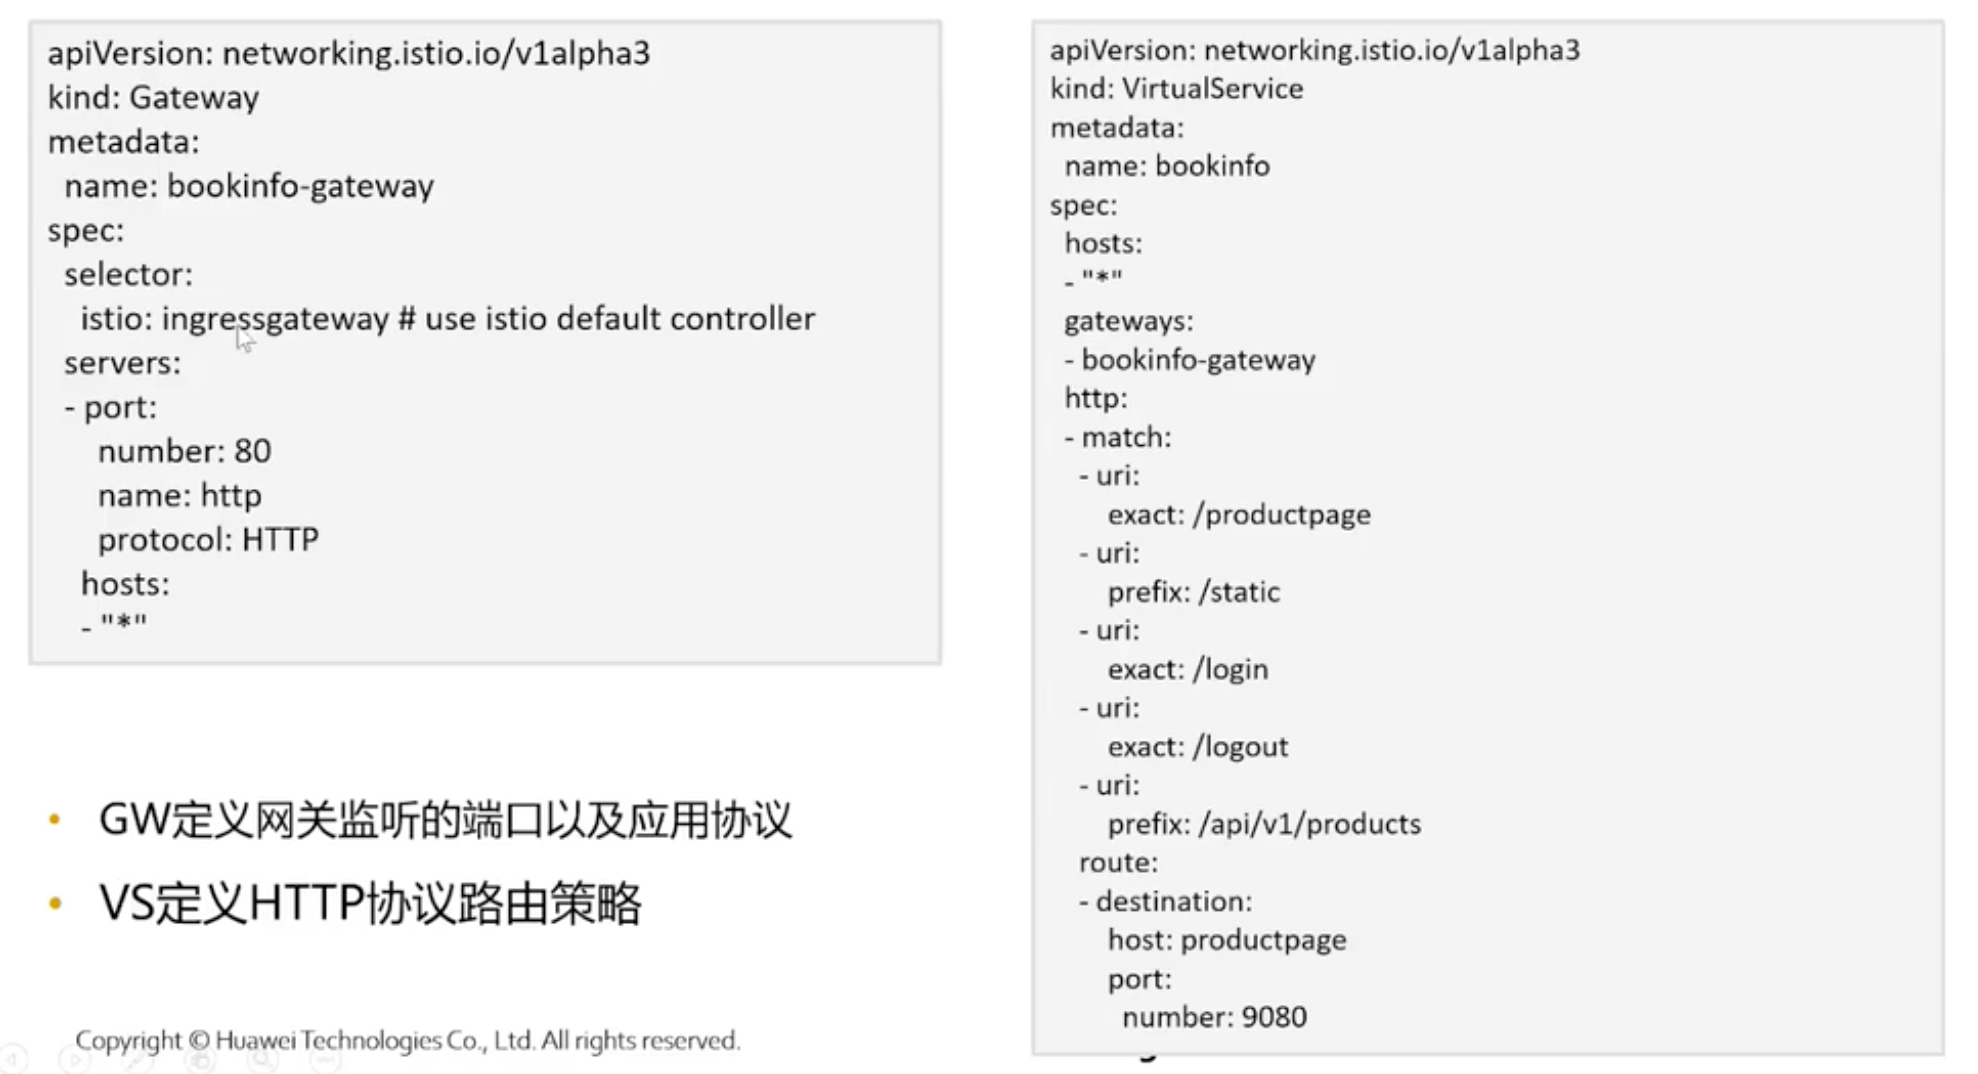 apiVersion: networking.istio.io/v1alpha3
kind: Gateway
metadata:
  name: bookinfo-gateway
spec:
  selector:
    istio: ingressgateway # use istio default controller
  servers:
  - port:
      number: 80
      name: http
      protocol: HTTP
    hosts:
    - "*"
• GW定义网关监听的端口以及应用协议
• VS定义HTTP协议路由策略
Copyright © Huawei Technologies Co., Ltd. All rights reserved.
apiVersion: networking.istio.io/v1alpha3
kind: VirtualService
metadata:
  name: bookinfo
spec:
  hosts:
  - "*"
  gateways:
  - bookinfo-gateway
  http:
  - match:
    - uri:
        exact: /productpage
    - uri:
        prefix: /static
    - uri:
        exact: /login
    - uri:
        exact: /logout
    - uri:
        prefix: /api/v1/products
    route:
    - destination:
        host: productpage
        port:
          number: 9080